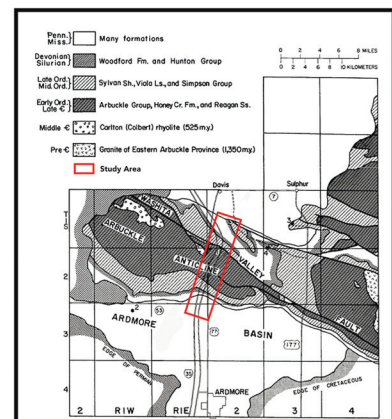 Penn. Miss. } Many formations
Devonian Silurian } Woodford Fm. and Hunton Group
Late Ord. Mid. Ord. } Sylvan Sh., Viola Ls., and Simpson Group
Early Ord. Late Є } Arbuckle Group, Honey Cr. Fm., and Reagan Ss.
Middle Є } Carlton (Colbert) rhyolite (525 m.y.)
Pre Є } Granite of Eastern Arbuckle Province (1,350 m.y.)
Study Area
0 2 4 6 8 MILES
0 2 4 6 8 10 KILOMETERS
Davis
Sulphur
7
T
1
S
3
WASHITA
ARBUCKLE
ANTICLINE
VALLEY
FAULT
2
2
53
ARDMORE
BASIN
77
177
3
EDGE OF PERMIAN
35
ARDMORE
EDGE OF CRETACEOUS
4
2 R1W R1E 2 3 4